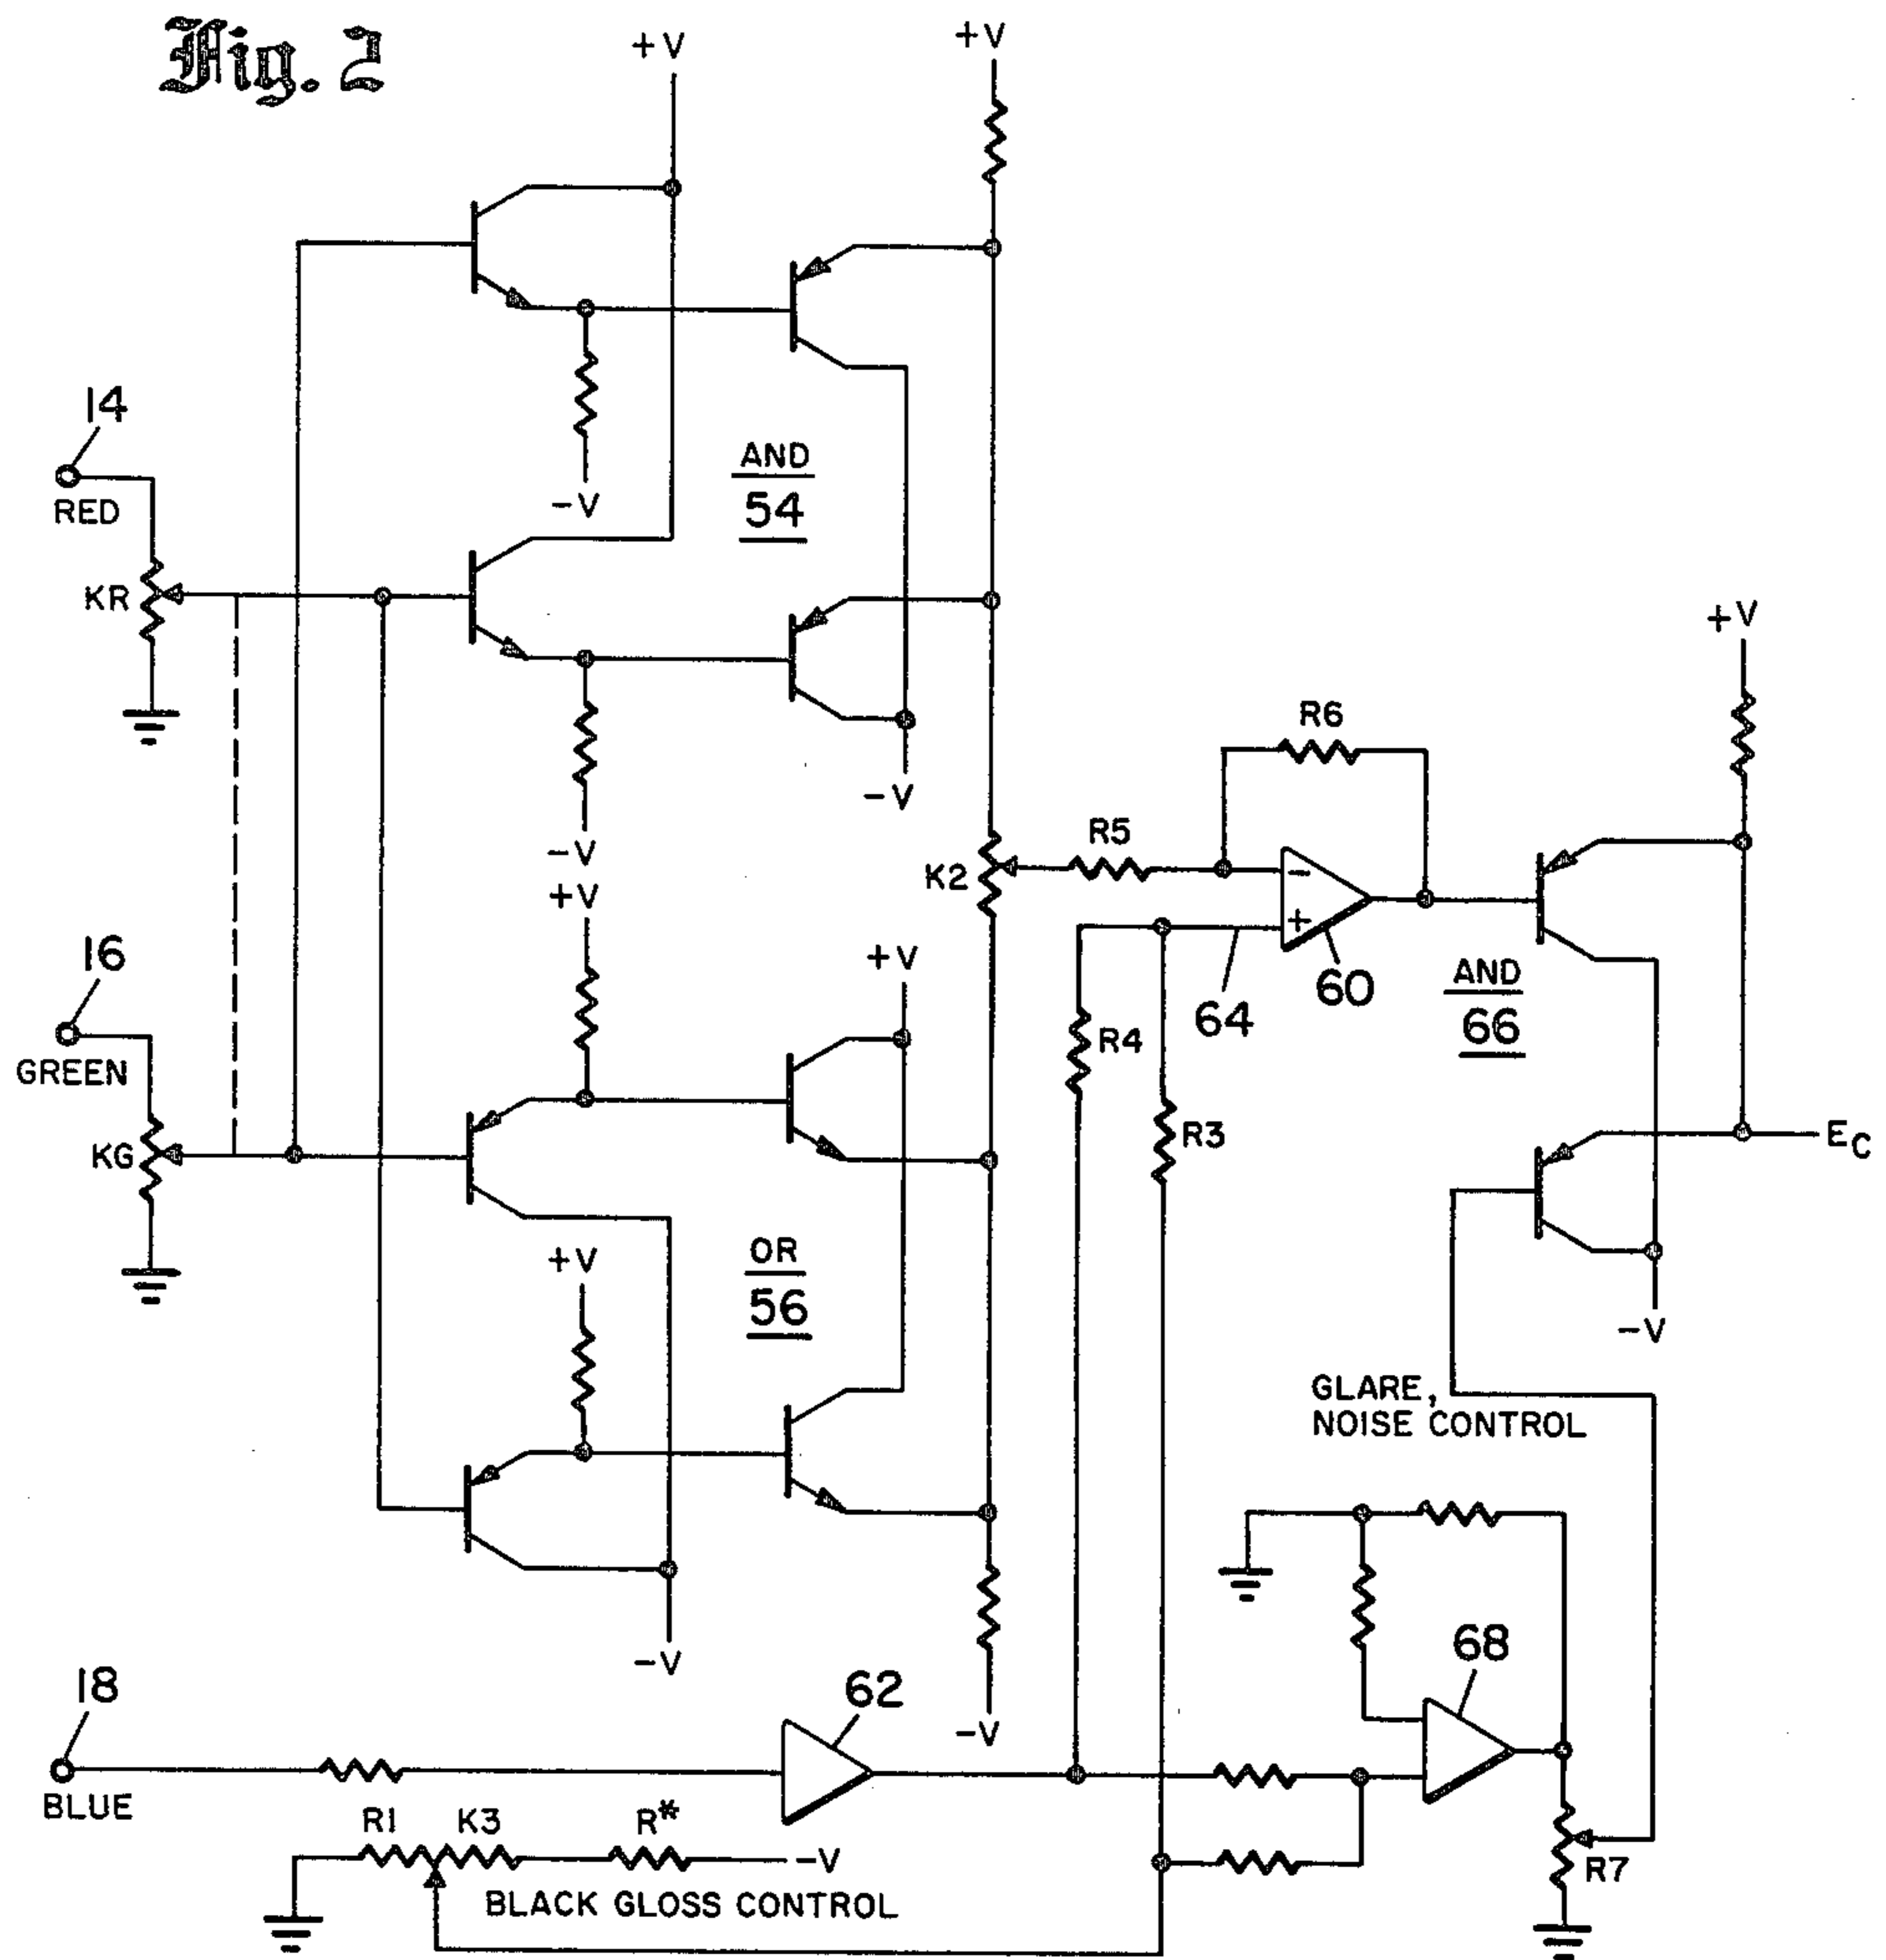 Fig. 2
+V
+V
14
RED
KR
-V
AND
54
-V
-V
+V
K2
R5
R6
+V
16
GREEN
KG
+V
R4
R3
64
60
AND
66
EC
-V
+V
OR
56
GLARE,
NOISE CONTROL
-V
-V
18
BLUE
62
68
R1
K3
R*
-V
BLACK GLOSS CONTROL
R7